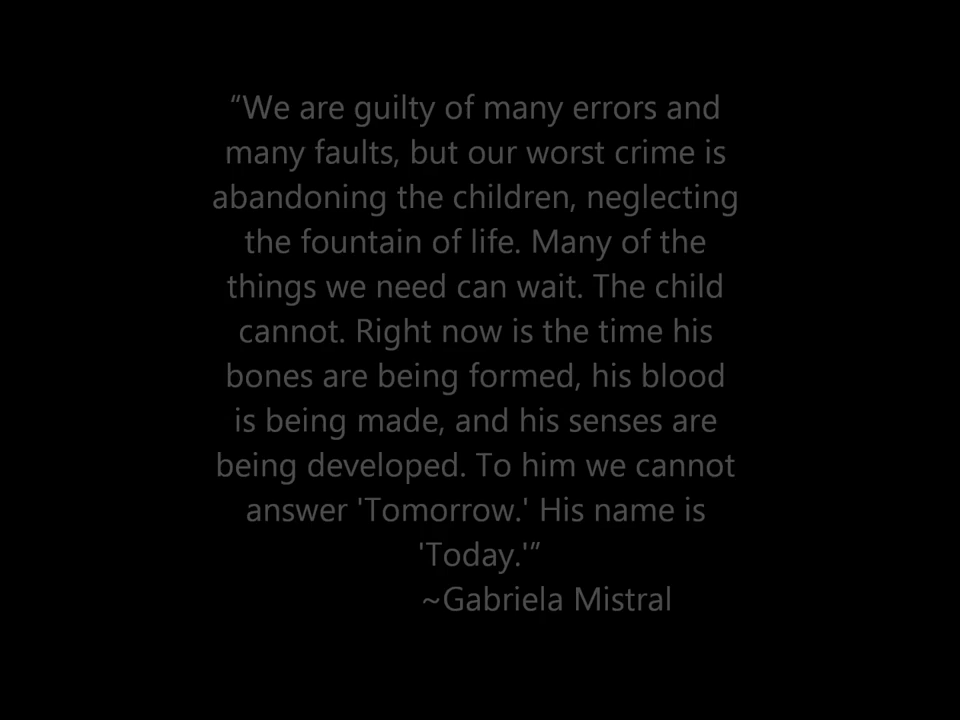 “We are guilty of many errors and
many faults, but our worst crime is
abandoning the children, neglecting
the fountain of life. Many of the
things we need can wait. The child
cannot. Right now is the time his
bones are being formed, his blood
is being made, and his senses are
being developed. To him we cannot
answer 'Tomorrow.' His name is
'Today.'”
~Gabriela Mistral